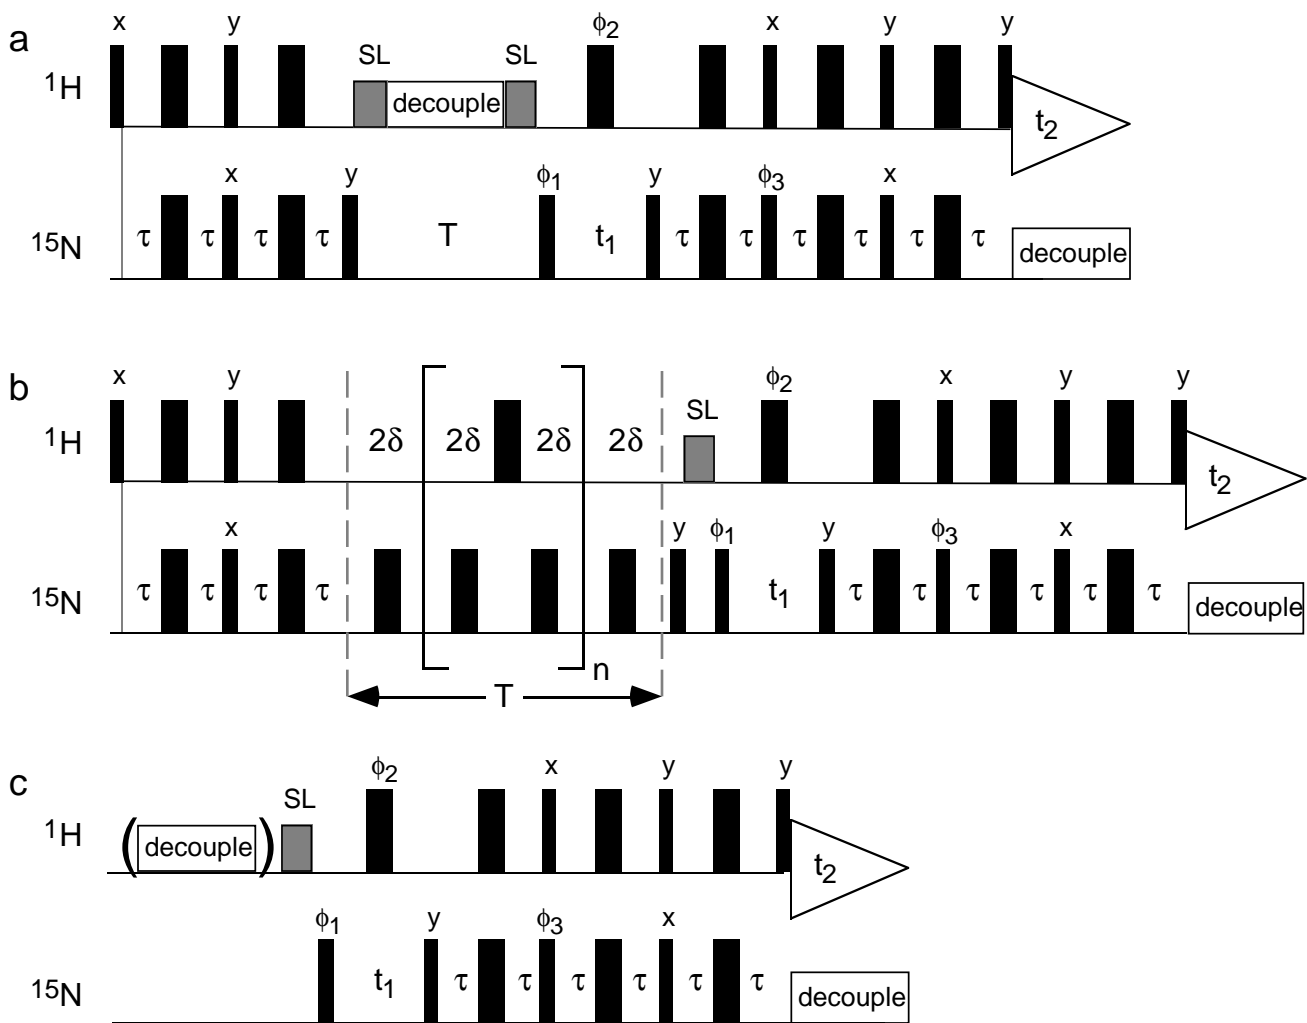 a
x y ϕ2 x y y
SL SL
1H decouple t2
x y ϕ1 y ϕ3 x
15N τ τ τ τ T t1 τ τ τ τ τ τ decouple
b
x y ϕ2 x y y
SL
1H 2δ 2δ 2δ 2δ t2
x y ϕ1 y ϕ3 x
15N τ τ τ τ t1 τ τ τ τ τ τ decouple
n
T
c
ϕ2 x y y
SL
1H (decouple) t2
ϕ1 y ϕ3 x
15N t1 τ τ τ τ τ τ decouple